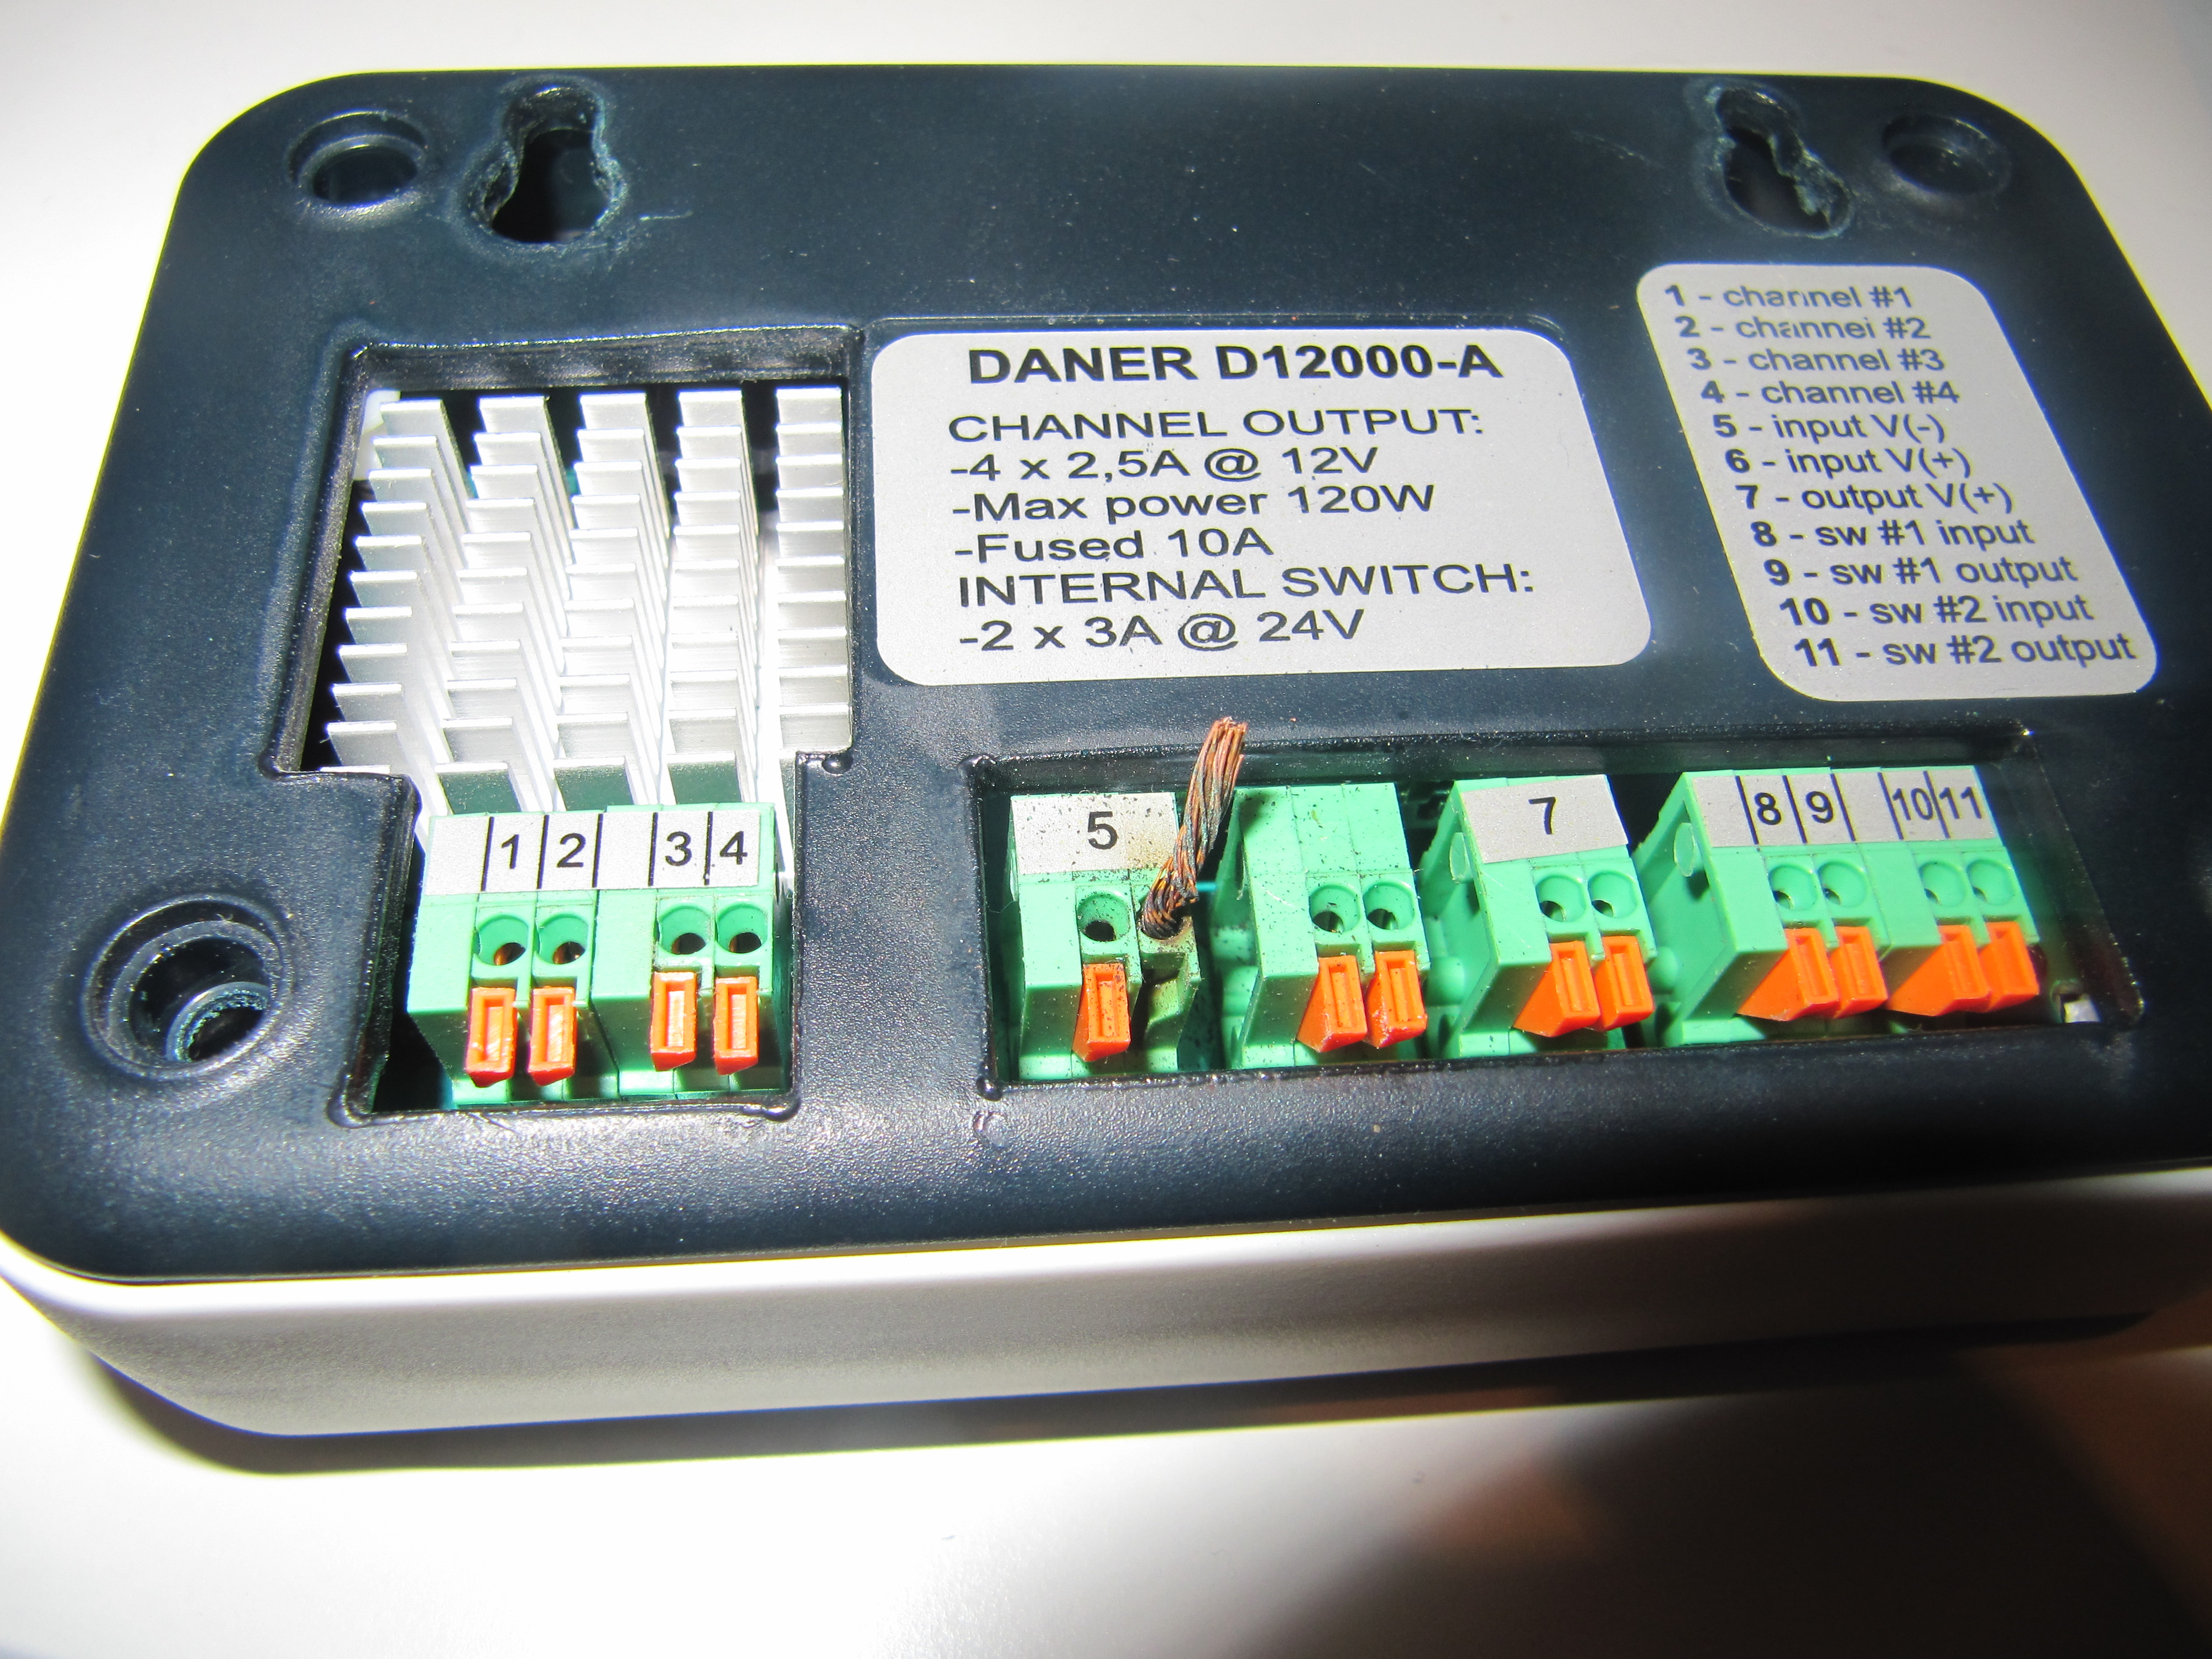 DANER D12000-A
CHANNEL OUTPUT:
-4 x 2,5A @ 12V
-Max power 120W
-Fused 10A
INTERNAL SWITCH:
-2 x 3A @ 24V
1 - channel #1
2 - channel #2
3 - channel #3
4 - channel #4
5 - input V(-)
6 - input V(+)
7 - output V(+)
8 - sw #1 input
9 - sw #1 output
10 - sw #2 input
11 - sw #2 output
1 2 3 4
5
7
8 9 10 11